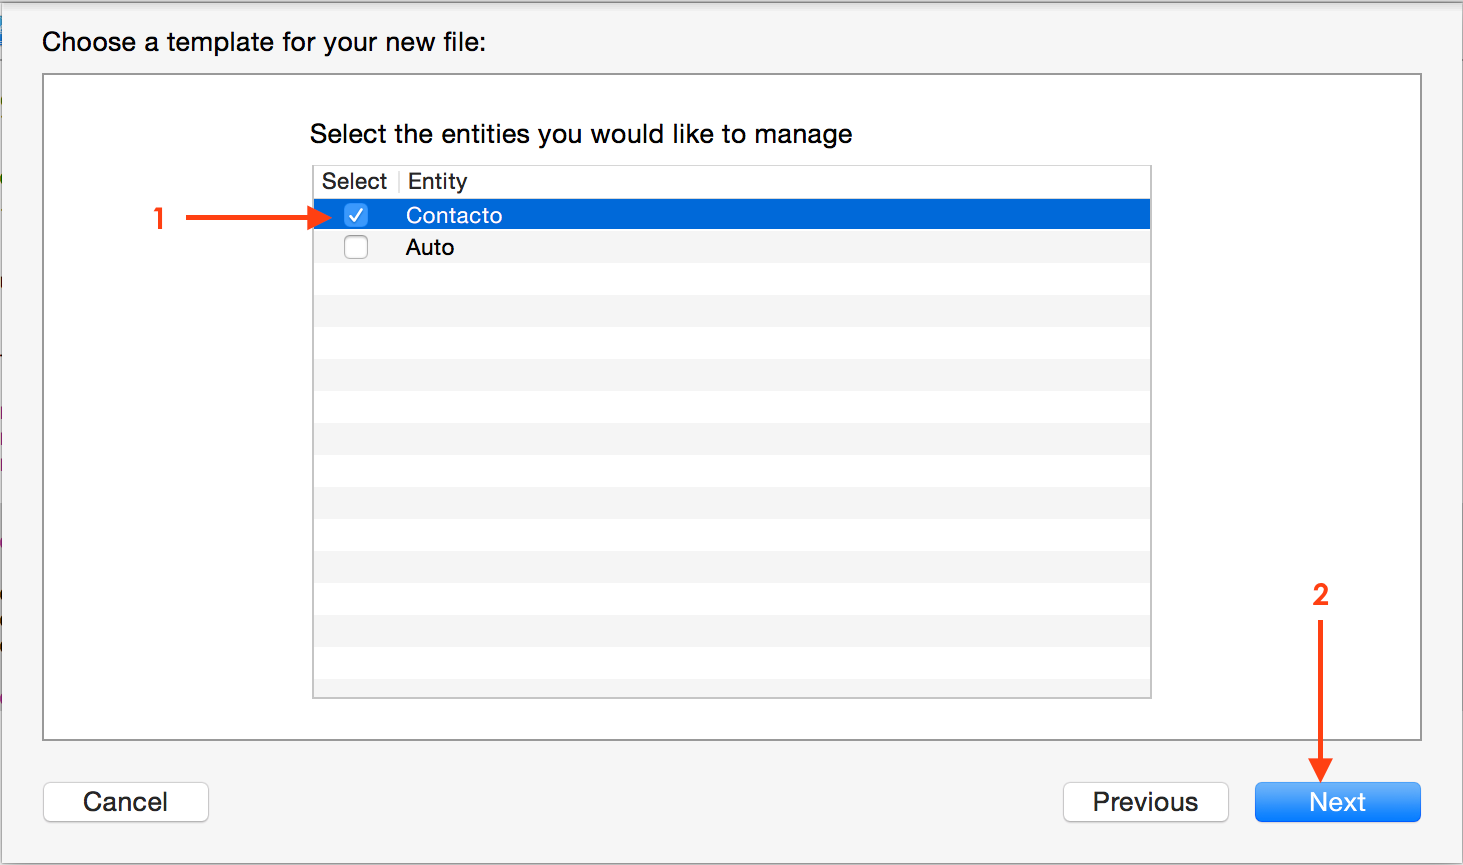 Choose a template for your new file:
Select the entities you would like to manage
Select Entity
1 Contacto
Auto
2
Cancel Previous Next